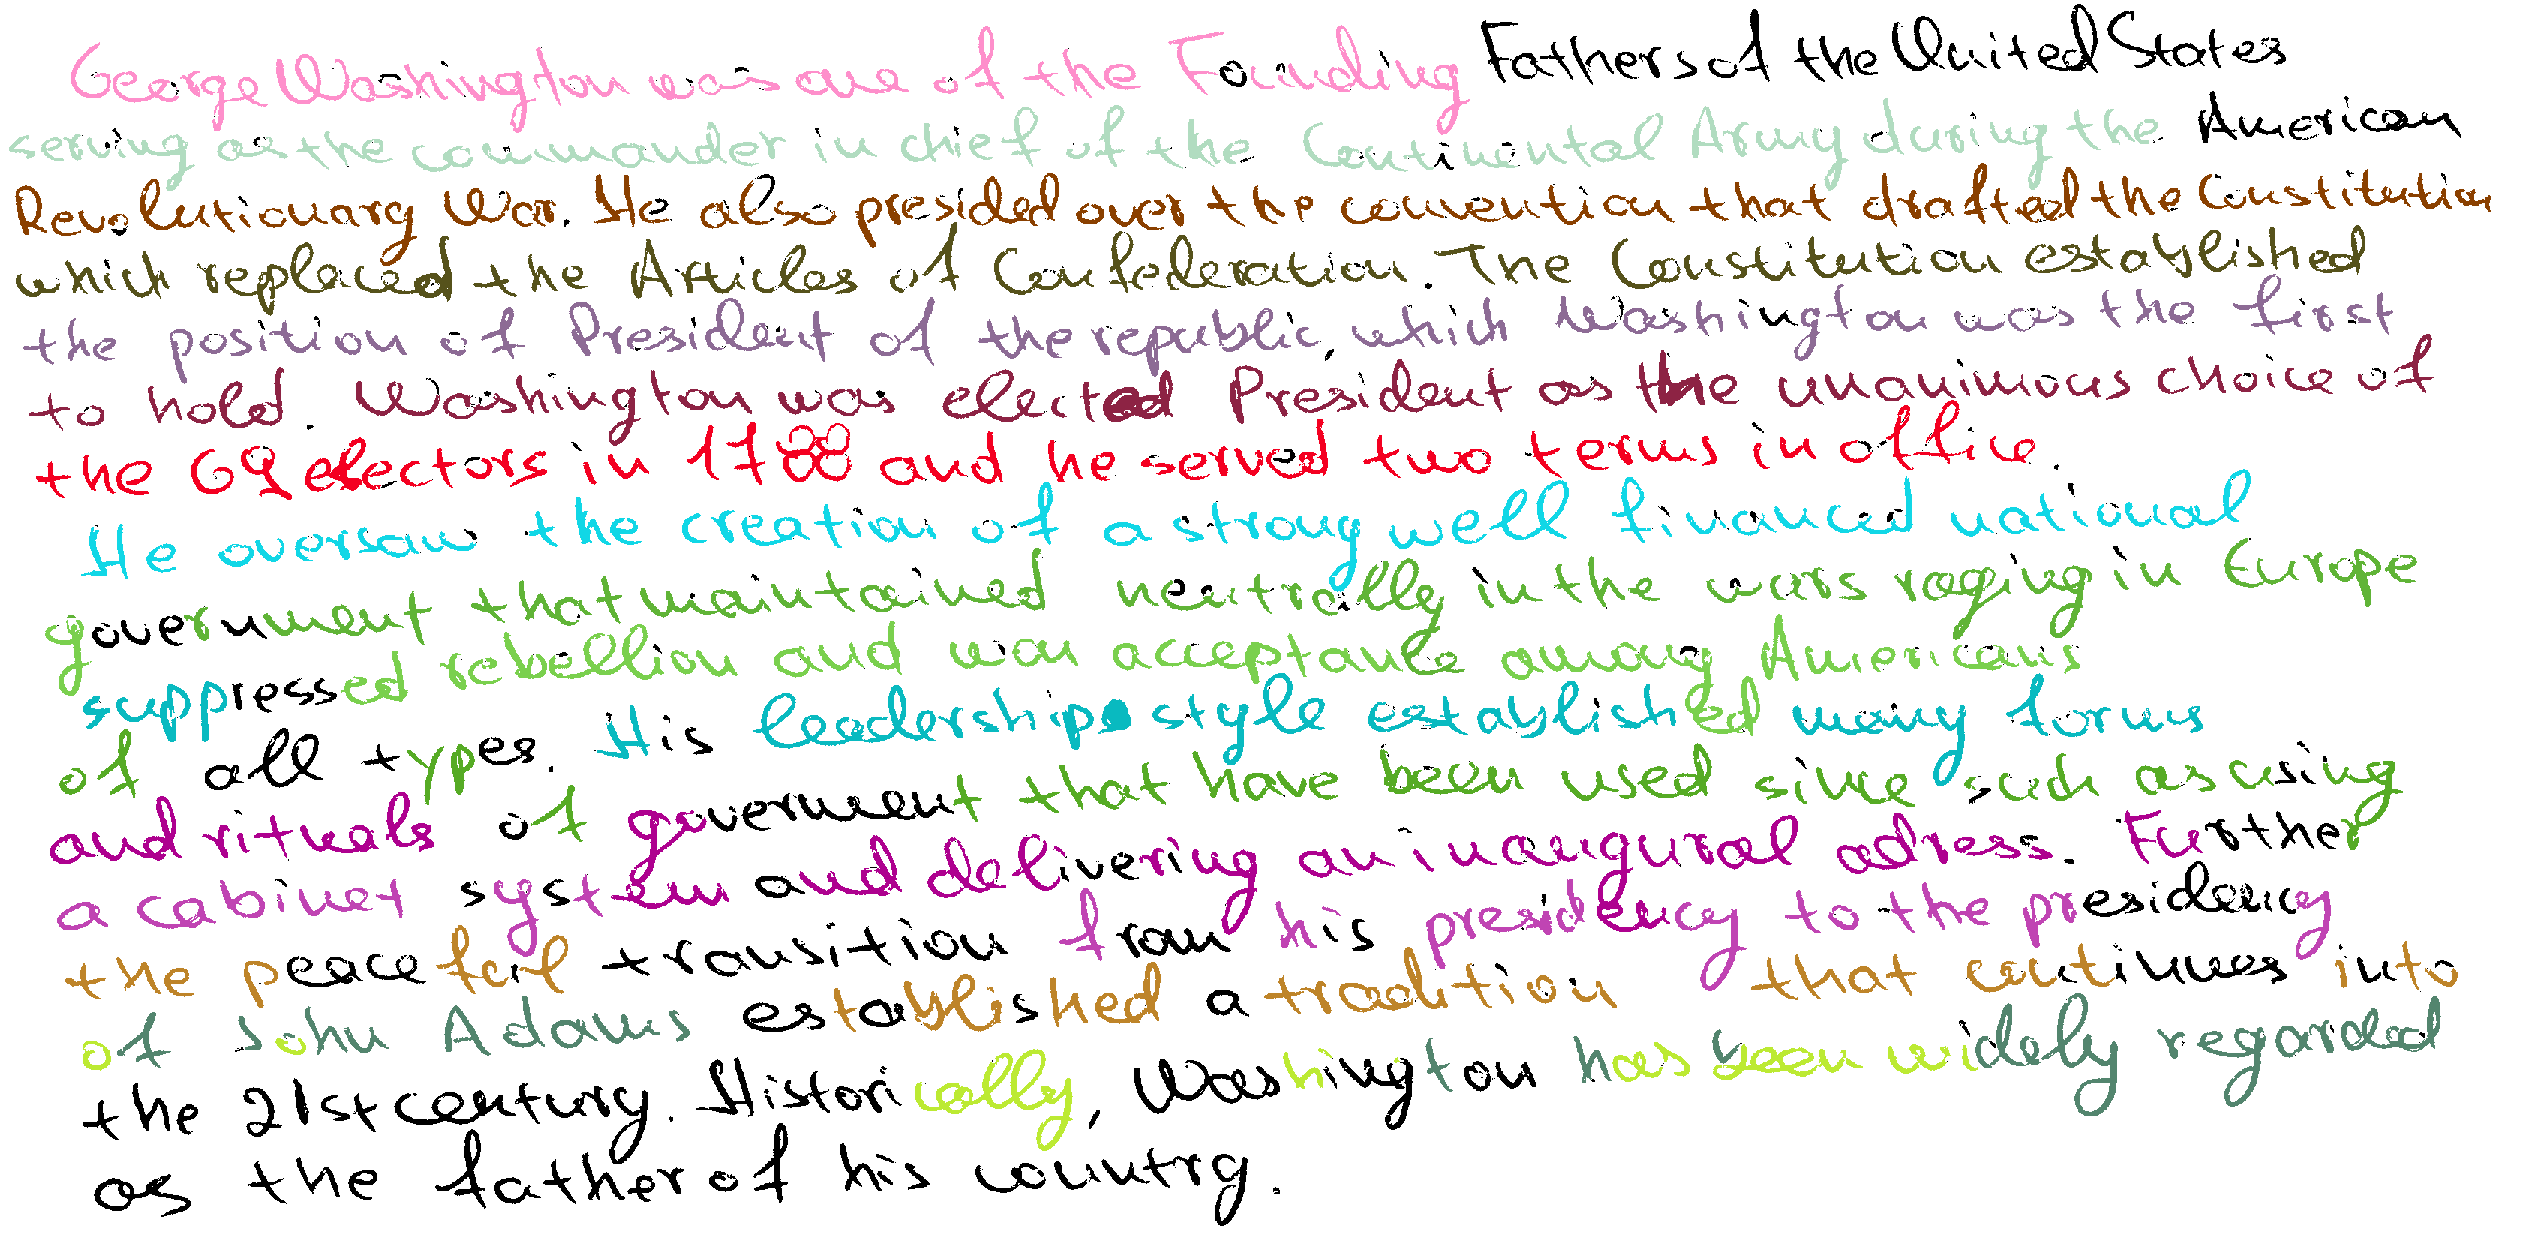 George Washington was one of the Founding Fathers of the United States
serving as the commander in chief of the Continental Army during the American
Revolutionary War. He also presided over the convention that drafted the Constitution
which replaced the Articles of Confederation. The Constitution established
the position of President of the republic, which Washington was the first
to hold. Washington was elected President as the unanimous choice of
the 69 electors in 1788 and he served two terms in office.
He oversaw the creation of a strong well financed national
government that maintained neutrally in the wars raging in Europe
suppressed rebellion and won acceptance among Americans
of all types. His leadership style established many forms
and rituals of goverment that have been used since such as using
a cabinet system and delivering an inaugural adress. Further
the peaceful transition from his presidency to the presidency
of John Adams established a tradition that continues into
the 21st century. Historically, Washington has been widely regarded
as the father of his country.